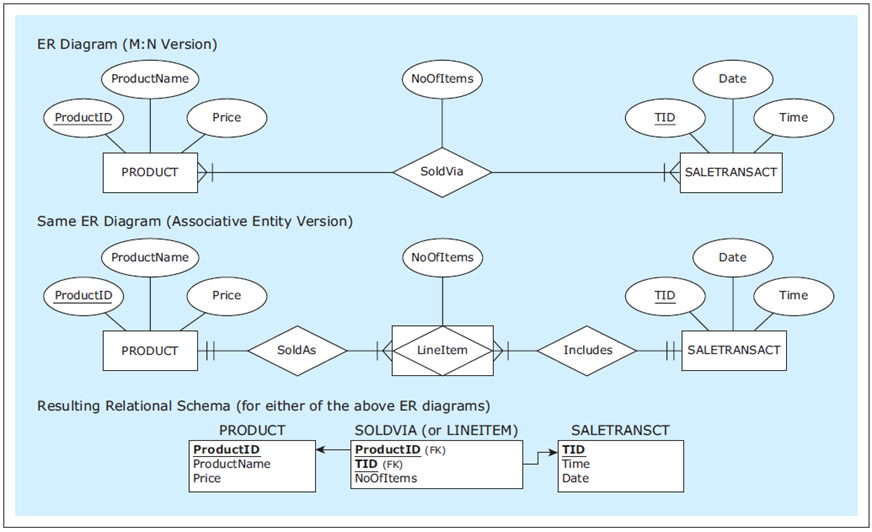 ER Diagram (M:N Version)
ProductName
NoOfItems
Date
ProductID
Price
TID
Time
PRODUCT
SoldVia
SALETRANSACT
Same ER Diagram (Associative Entity Version)
ProductName
NoOfItems
Date
ProductID
Price
TID
Time
PRODUCT
SoldAs
LineItem
Includes
SALETRANSACT
Resulting Relational Schema (for either of the above ER diagrams)
PRODUCT
ProductID
ProductName
Price
SOLDVIA (or LINEITEM)
ProductID (FK)
TID (FK)
NoOfItems
SALETRANSCT
TID
Time
Date